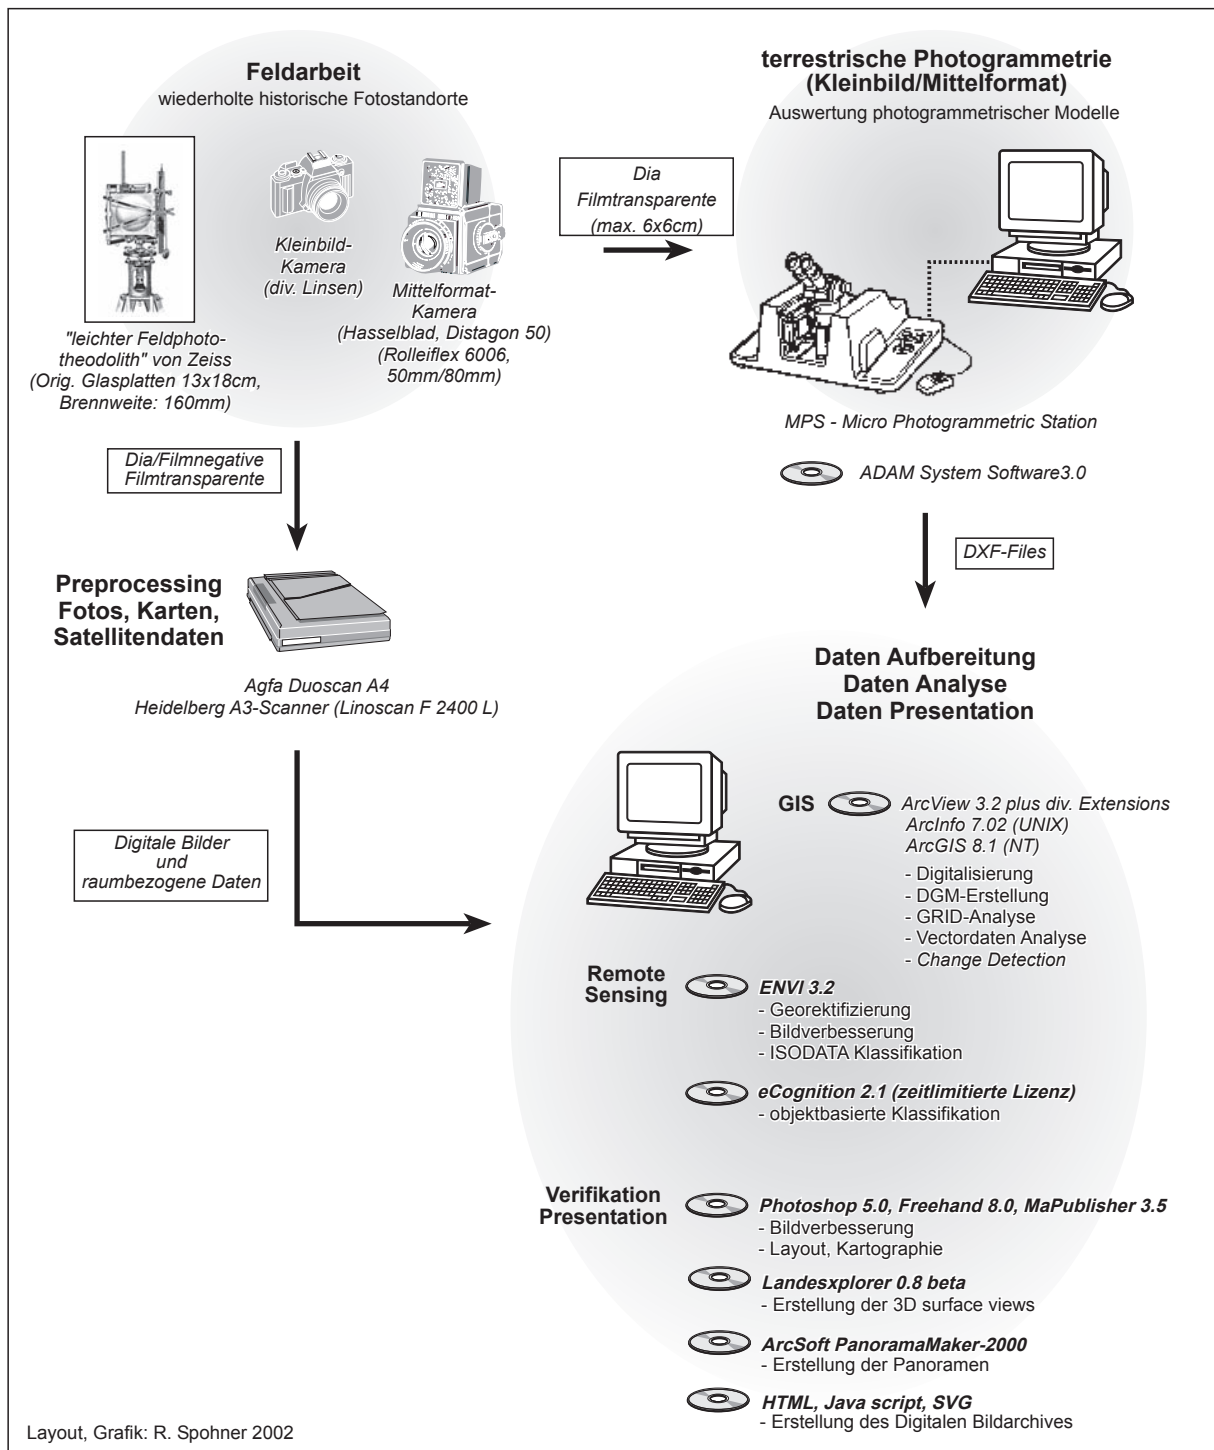 Feldarbeit
wiederholte historische Fotostandorte
"leichter Feldphoto-
theodolith" von Zeiss
(Orig. Glasplatten 13x18cm,
Brennweite: 160mm)
Kleinbild-
Kamera
(div. Linsen)
Mittelformat-
Kamera
(Hasselblad, Distagon 50)
(Rolleiflex 6006,
50mm/80mm)
Dia
Filmtransparente
(max. 6x6cm)
terrestrische Photogrammetrie
(Kleinbild/Mittelformat)
Auswertung photogrammetrischer Modelle
MPS - Micro Photogrammetric Station
ADAM System Software3.0
DXF-Files
Dia/Filmnegative
Filmtransparente
Preprocessing
Fotos, Karten,
Satellitendaten
Agfa Duoscan A4
Heidelberg A3-Scanner (Linoscan F 2400 L)
Digitale Bilder
und
raumbezogene Daten
Daten Aufbereitung
Daten Analyse
Daten Presentation
GIS
ArcView 3.2 plus div. Extensions
ArcInfo 7.02 (UNIX)
ArcGIS 8.1 (NT)
- Digitalisierung
- DGM-Erstellung
- GRID-Analyse
- Vectordaten Analyse
- Change Detection
Remote
Sensing
ENVI 3.2
- Georektifizierung
- Bildverbesserung
- ISODATA Klassifikation
eCognition 2.1 (zeitlimitierte Lizenz)
- objektbasierte Klassifikation
Verifikation
Presentation
Photoshop 5.0, Freehand 8.0, MaPublisher 3.5
- Bildverbesserung
- Layout, Kartographie
Landesxplorer 0.8 beta
- Erstellung der 3D surface views
ArcSoft PanoramaMaker-2000
- Erstellung der Panoramen
HTML, Java script, SVG
- Erstellung des Digitalen Bildarchives
Layout, Grafik: R. Spohner 2002